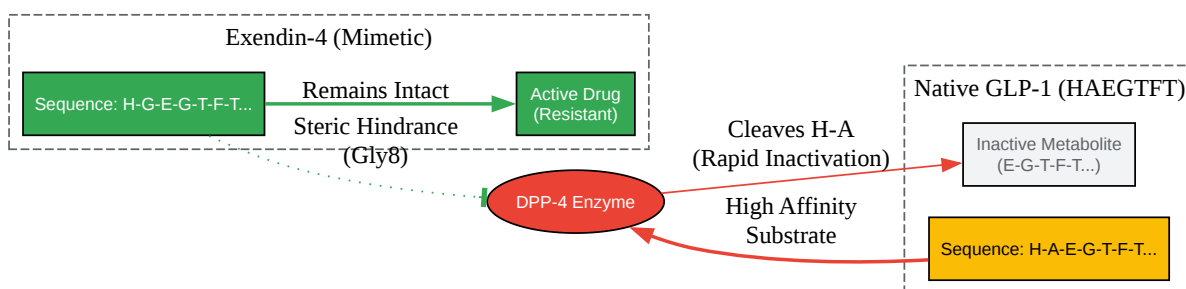 Exendin-4 (Mimetic)
Sequence: H-G-E-G-T-F-T...
Remains Intact
Active Drug
(Resistant)
Steric Hindrance
(Gly8)
DPP-4 Enzyme
Cleaves H-A
(Rapid Inactivation)
High Affinity
Substrate
Native GLP-1 (HAEGTFT)
Inactive Metabolite
(E-G-T-F-T...)
Sequence: H-A-E-G-T-F-T...